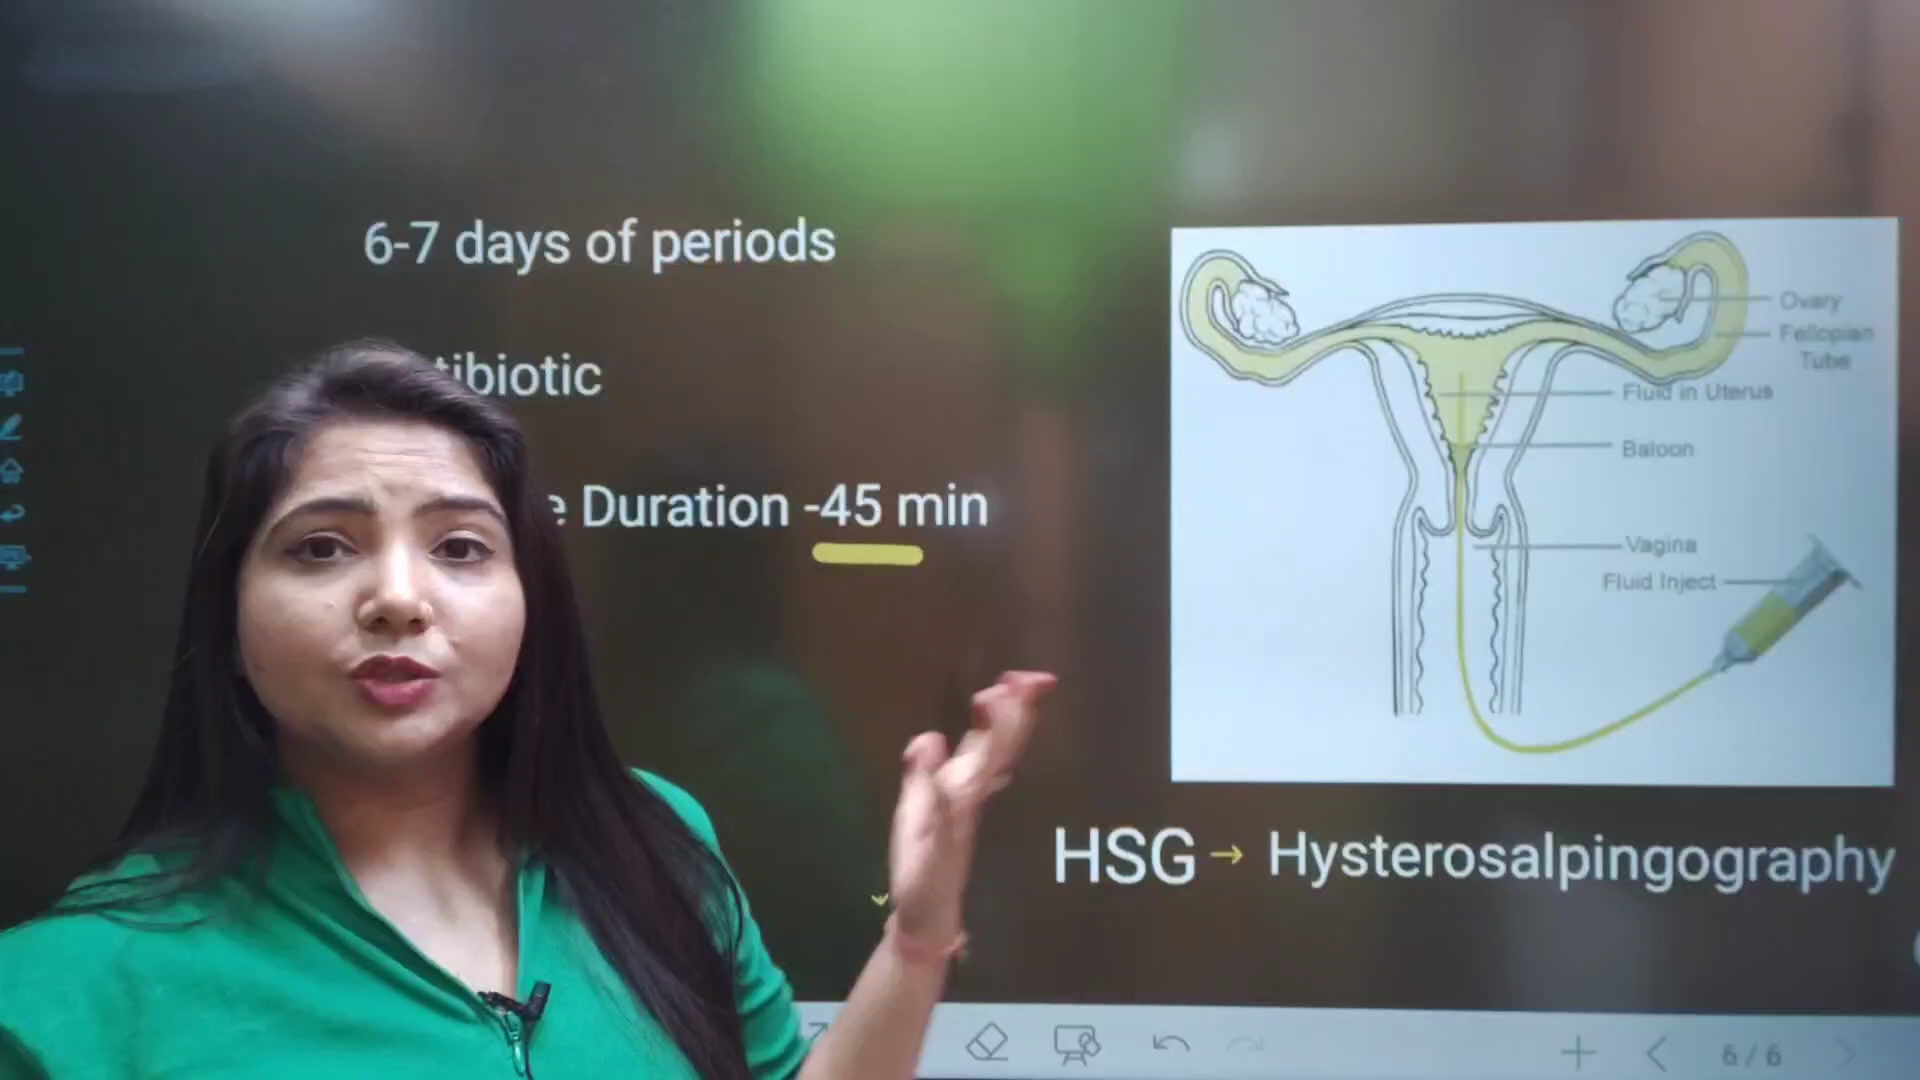 6-7 days of periods
tibiotic
e Duration -45 min
Ovary
Fellopian
Tube
Fluid in Uterus
Baloon
Vagina
Fluid Inject
HSG → Hysterosalpingography
6 / 6